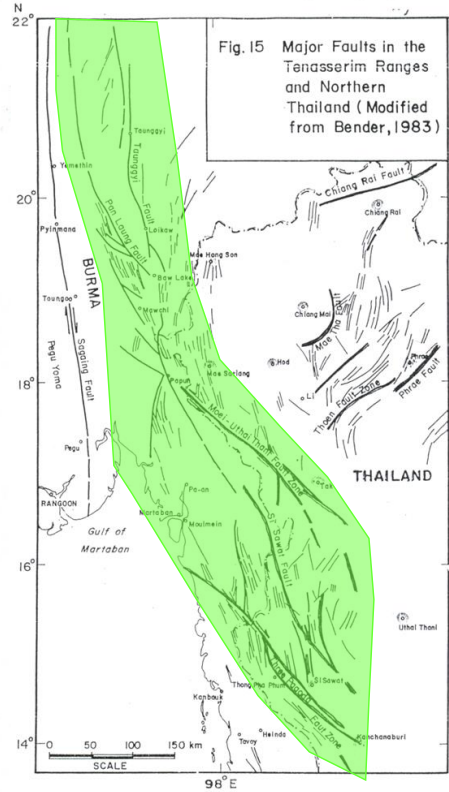 N
22°
Fig. 15 Major Faults in the
Tenasserim Ranges
and Northern
Thailand (Modified
from Bender, 1983)
Taunggyi
Taunggyi Fault
Yemethin
20°
Pan Laung Fault
Chiang Rai Fault
Chiang Rai
Pyinmana
Loikaw
Mae Hong Son
BURMA
Baw Lake
Toungoo
Mawchi
Chiang Mai
Mae Tha Fault
Pegu Yoma
Sagaing Fault
18°
Mae Sariang
Hod
Phrae
Phrae Fault
Papun
Li
Thoen Fault Zone
Moei-Uthai Thani Fault Zone
Pegu
THAILAND
Tak
RANGOON
Pa-an
Martaban
Moulmein
Gulf of
Martaban
Si Sawat Fault
16°
Uthai Thani
Thong Pha Phum
Si Sawat
Three Pagoda Fault Zone
Kanbauk
Kanchanaburi
Heinda
Tavoy
14°
0 50 100 150 km
SCALE
98°E